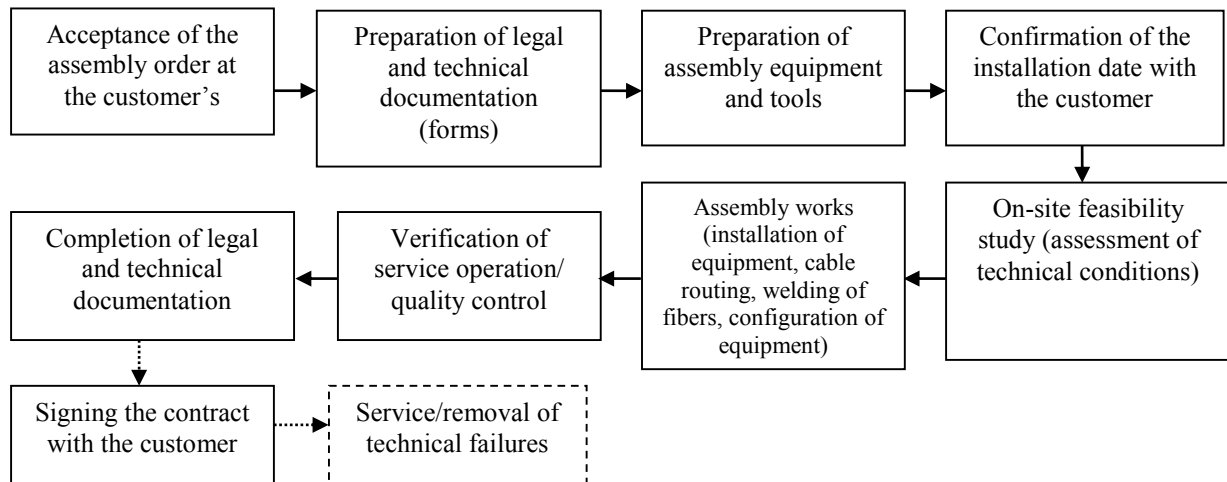 Acceptance of the
assembly order at
the customer's
Preparation of legal
and technical
documentation
(forms)
Preparation of
assembly equipment
and tools
Confirmation of the
installation date with
the customer
On-site feasibility
study (assessment of
technical conditions)
Assembly works
(installation of
equipment, cable
routing, welding of
fibers, configuration of
equipment)
Verification of
service operation/
quality control
Completion of legal
and technical
documentation
Signing the contract
with the customer
Service/removal of
technical failures